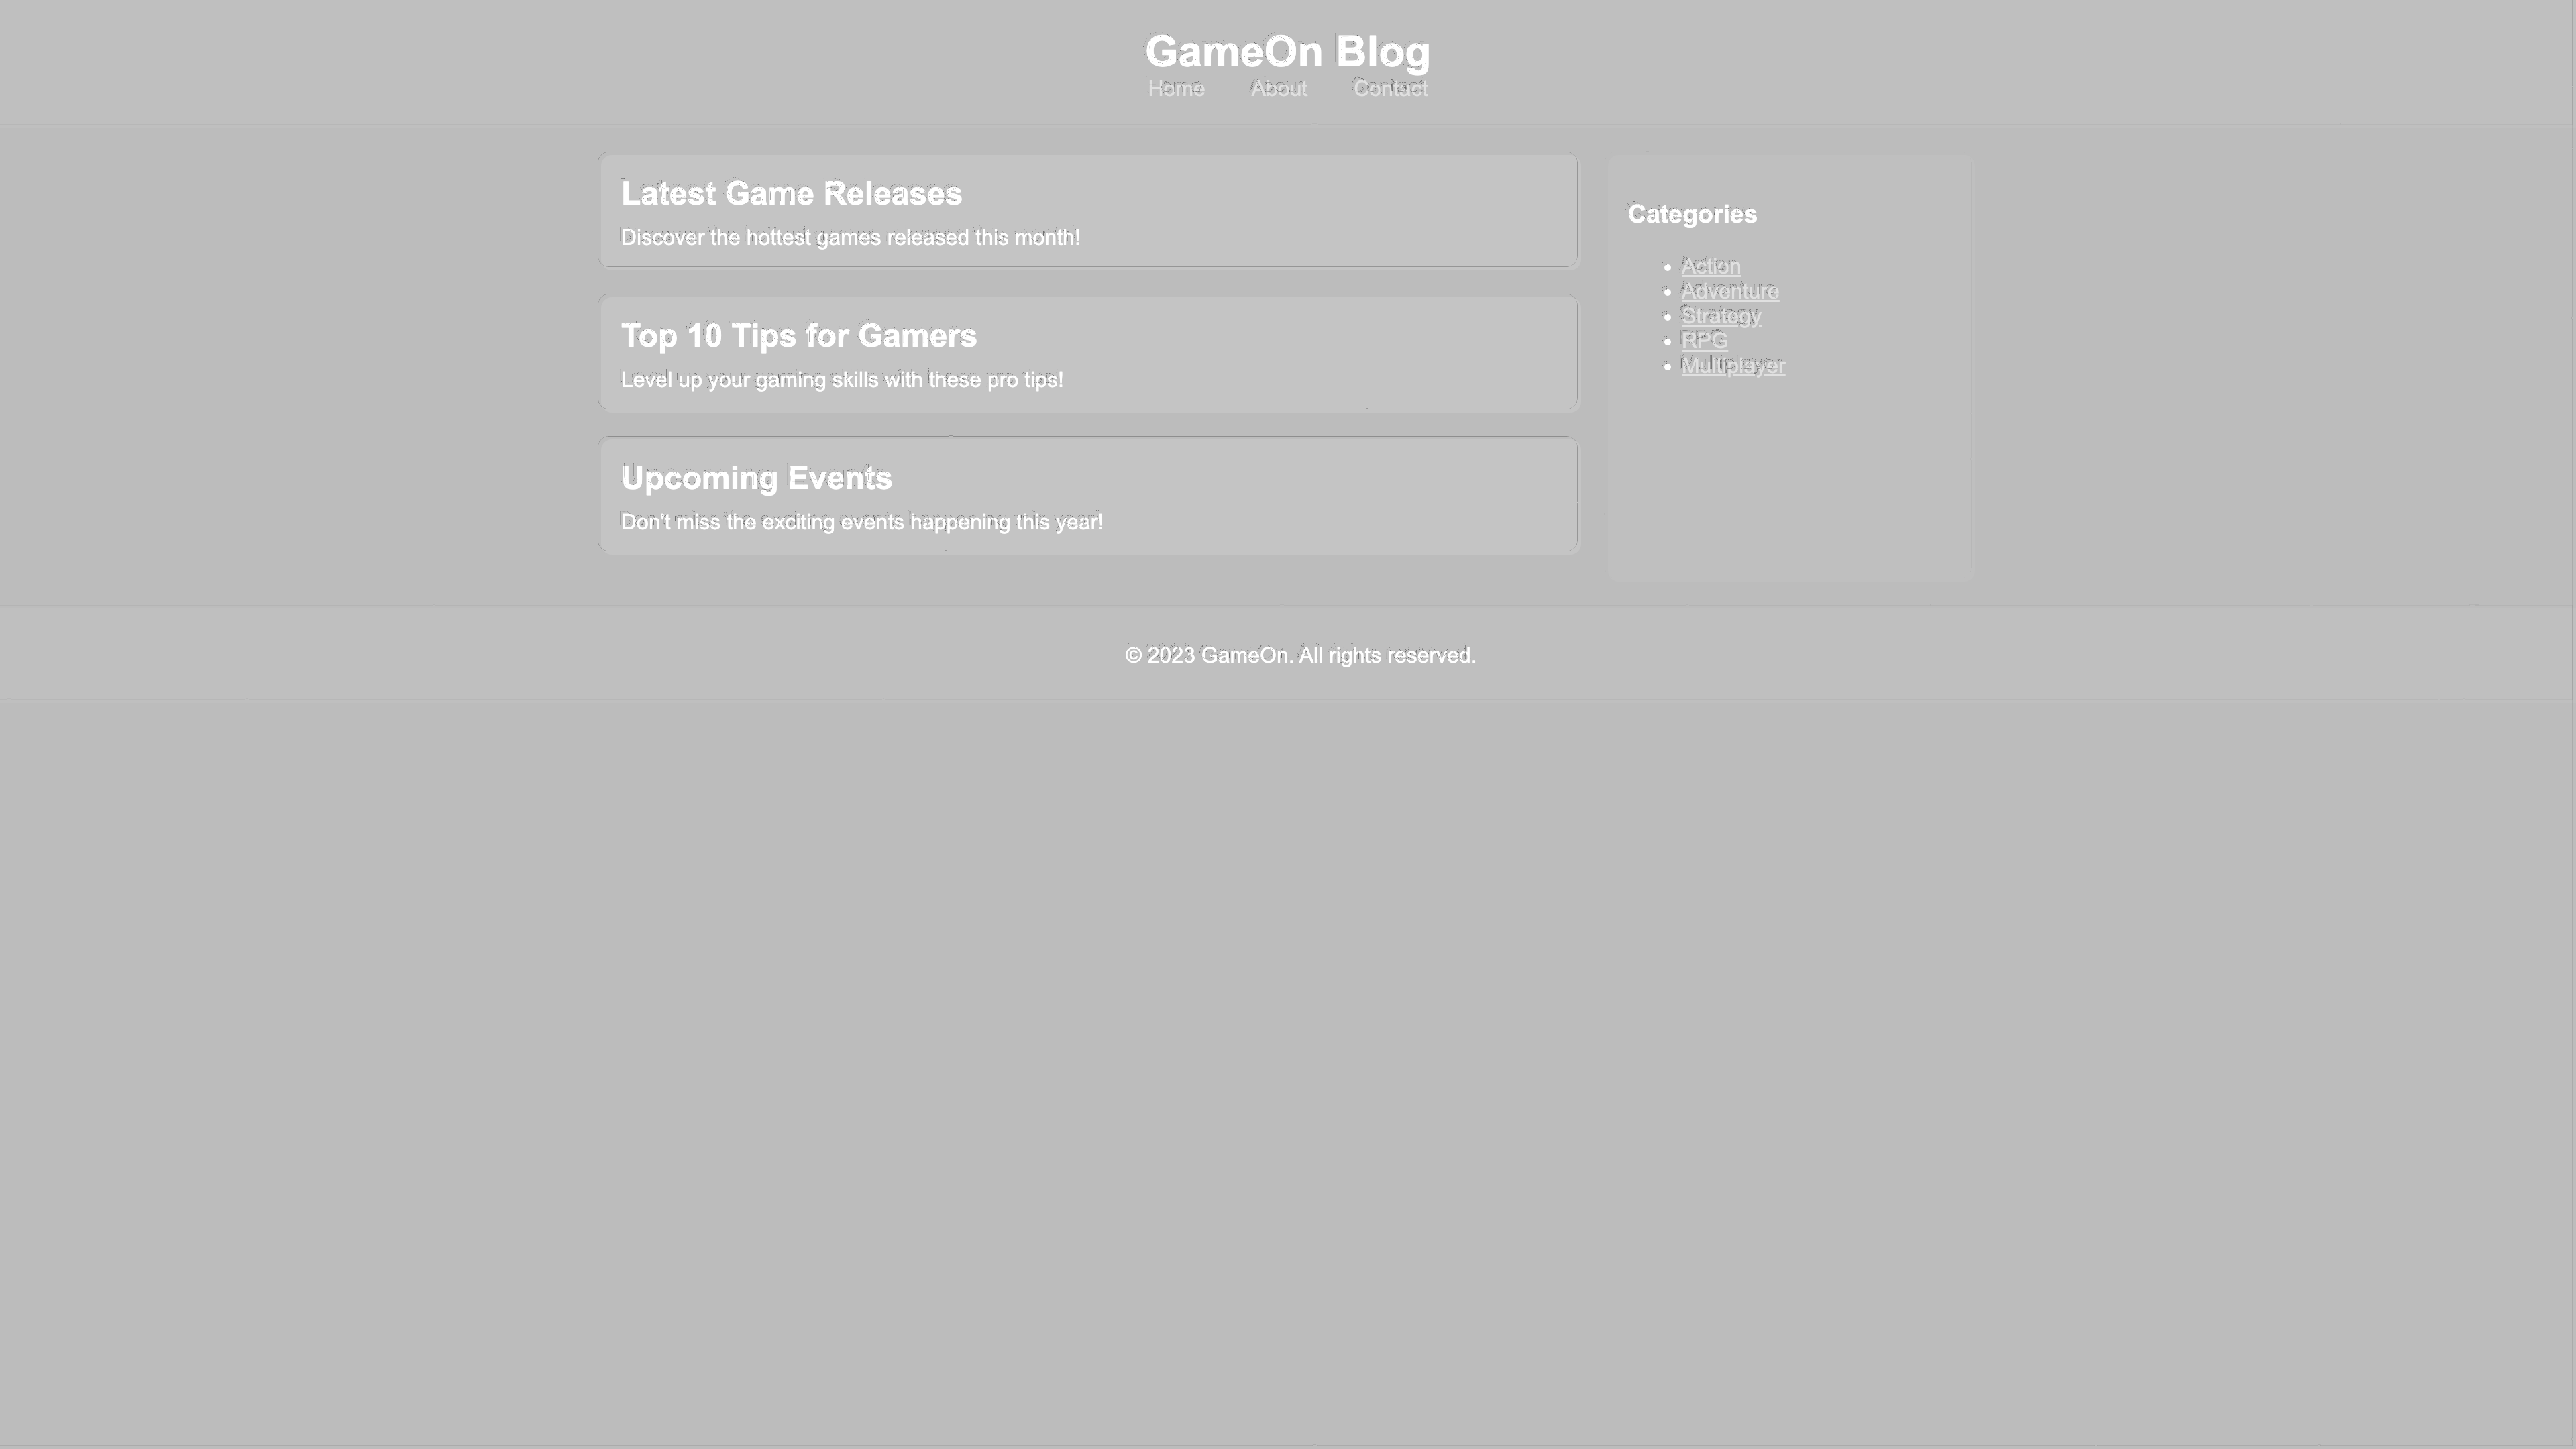 GameOn Blog
Home About Contact
Latest Game Releases
Discover the hottest games released this month!
Top 10 Tips for Gamers
Level up your gaming skills with these pro tips!
Upcoming Events
Don't miss the exciting events happening this year!
Categories
Action
Adventure
Strategy
RPG
Multiplayer
© 2023 GameOn. All rights reserved.